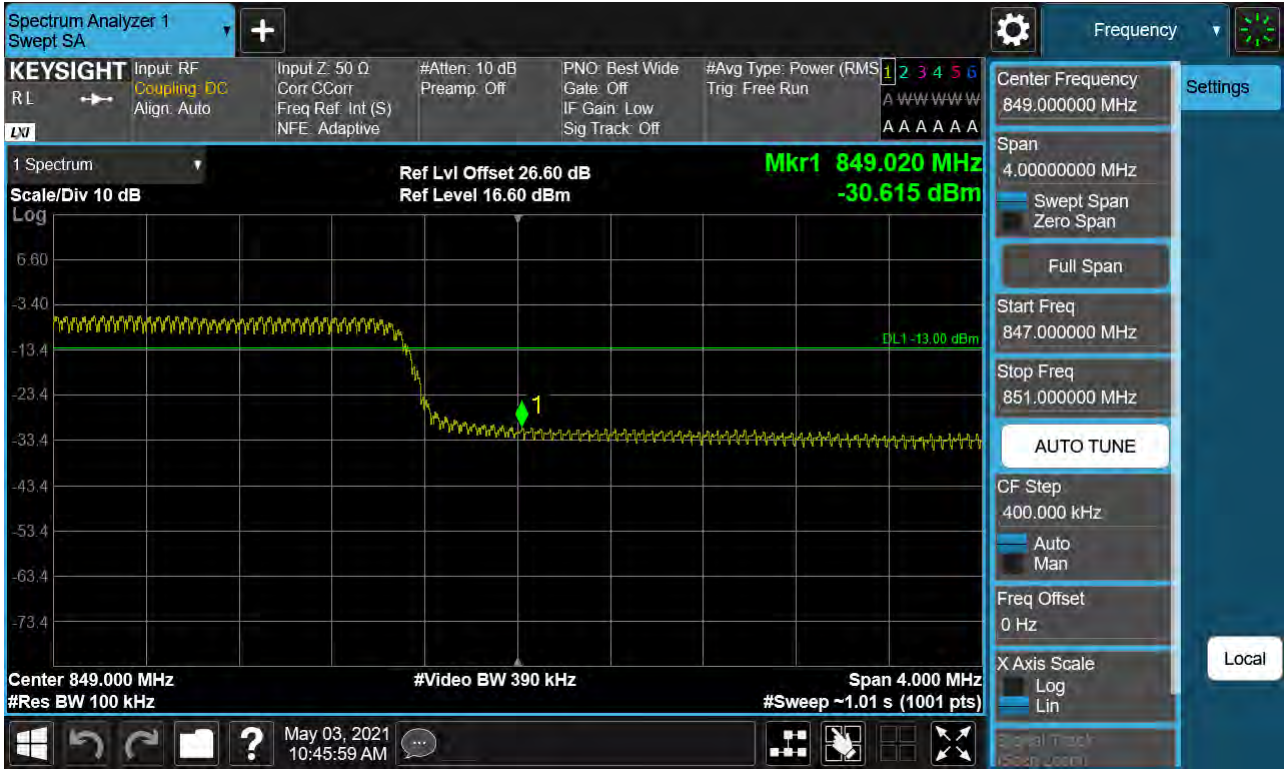 Spectrum Analyzer 1
Swept SA
Frequency
KEYSIGHT
R L
LXI
Input: RF
Coupling: DC
Align: Auto
Input Z: 50 Ω
Corr CCorr
Freq Ref: Int (S)
NFE: Adaptive
#Atten: 10 dB
Preamp: Off
PNO: Best Wide
Gate: Off
IF Gain: Low
Sig Track: Off
#Avg Type: Power (RMS
Trig: Free Run
1 2 3 4 5 6
A W W W W W
A A A A A A
1 Spectrum
Scale/Div 10 dB
Log
Ref Lvl Offset 26.60 dB
Ref Level 16.60 dBm
Mkr1 849.020 MHz
-30.615 dBm
6.60
-3.40
-13.4
-23.4
-33.4
-43.4
-53.4
-63.4
-73.4
DL1 -13.00 dBm
1
Center 849.000 MHz
#Res BW 100 kHz
#Video BW 390 kHz
Span 4.000 MHz
#Sweep ~1.01 s (1001 pts)
Center Frequency
849.000000 MHz
Span
4.00000000 MHz
Swept Span
Zero Span
Full Span
Start Freq
847.000000 MHz
Stop Freq
851.000000 MHz
AUTO TUNE
CF Step
400.000 kHz
Auto
Man
Freq Offset
0 Hz
X Axis Scale
Log
Lin
Signal Track
(Span Zoom)
Settings
Local
?
May 03, 2021
10:45:59 AM